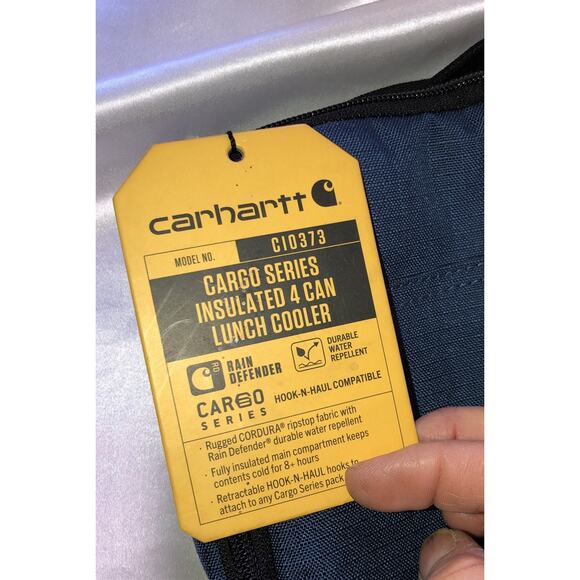 carhartt
MODEL NO. CI0373
CARGO SERIES
INSULATED 4 CAN
LUNCH COOLER
RD RAIN DEFENDER
DURABLE WATER REPELLENT
CARGO SERIES
HOOK-N-HAUL COMPATIBLE
• Rugged CORDURA® ripstop fabric with
Rain Defender® durable water repellent
• Fully insulated main compartment keeps
contents cold for 8+ hours
• Retractable HOOK-N-HAUL hooks to
attach to any Cargo Series pack